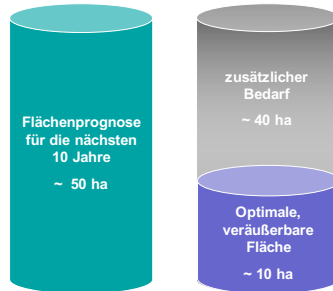 Flächenprognose
für die nächsten
10 Jahre
~ 50 ha
zusätzlicher
Bedarf
~ 40 ha
Optimale,
veräußerbare
Fläche
~ 10 ha